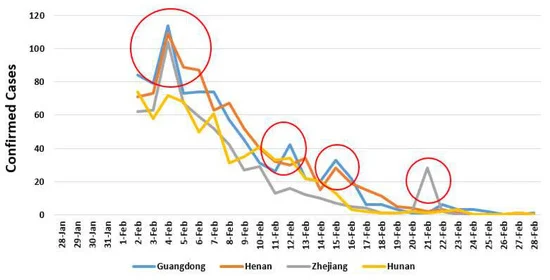 Confirmed Cases
120
100
80
60
40
20
0
28-Jan
29-Jan
30-Jan
31-Jan
1-Feb
2-Feb
3-Feb
4-Feb
5-Feb
6-Feb
7-Feb
8-Feb
9-Feb
10-Feb
11-Feb
12-Feb
13-Feb
14-Feb
15-Feb
16-Feb
17-Feb
18-Feb
19-Feb
20-Feb
21-Feb
22-Feb
23-Feb
24-Feb
25-Feb
26-Feb
27-Feb
28-Feb
Guangdong Henan Zhejiang Hunan